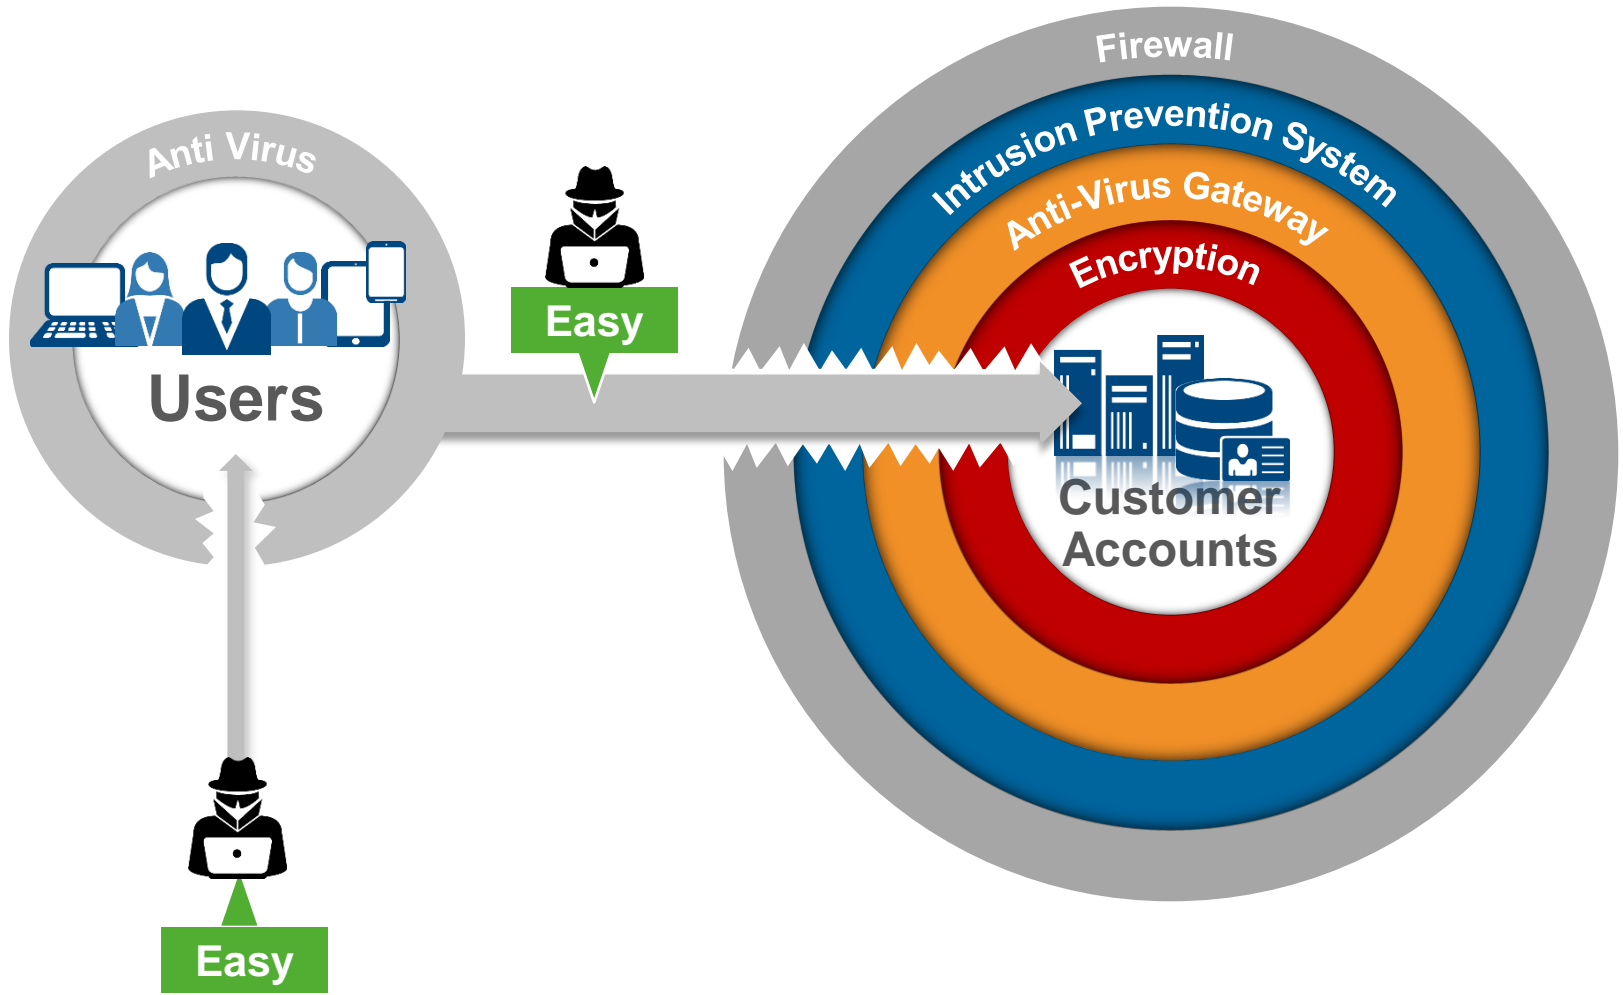 Firewall
Intrusion Prevention System
Anti-Virus Gateway
Encryption
Customer
Accounts
Anti Virus
Users
Easy
Easy